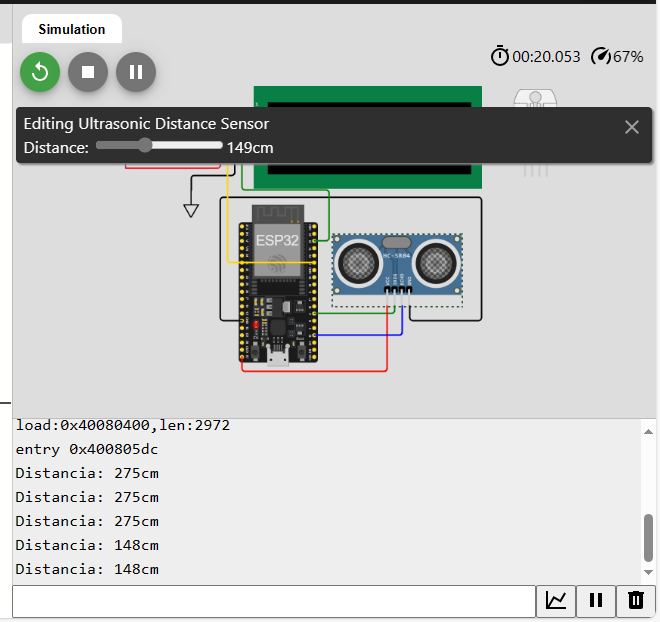 Simulation
00:20.053 67%
Editing Ultrasonic Distance Sensor
Distance: 149cm
ESP32
HC-SR04
load:0x40080400,len:2972
entry 0x400805dc
Distancia: 275cm
Distancia: 275cm
Distancia: 275cm
Distancia: 148cm
Distancia: 148cm